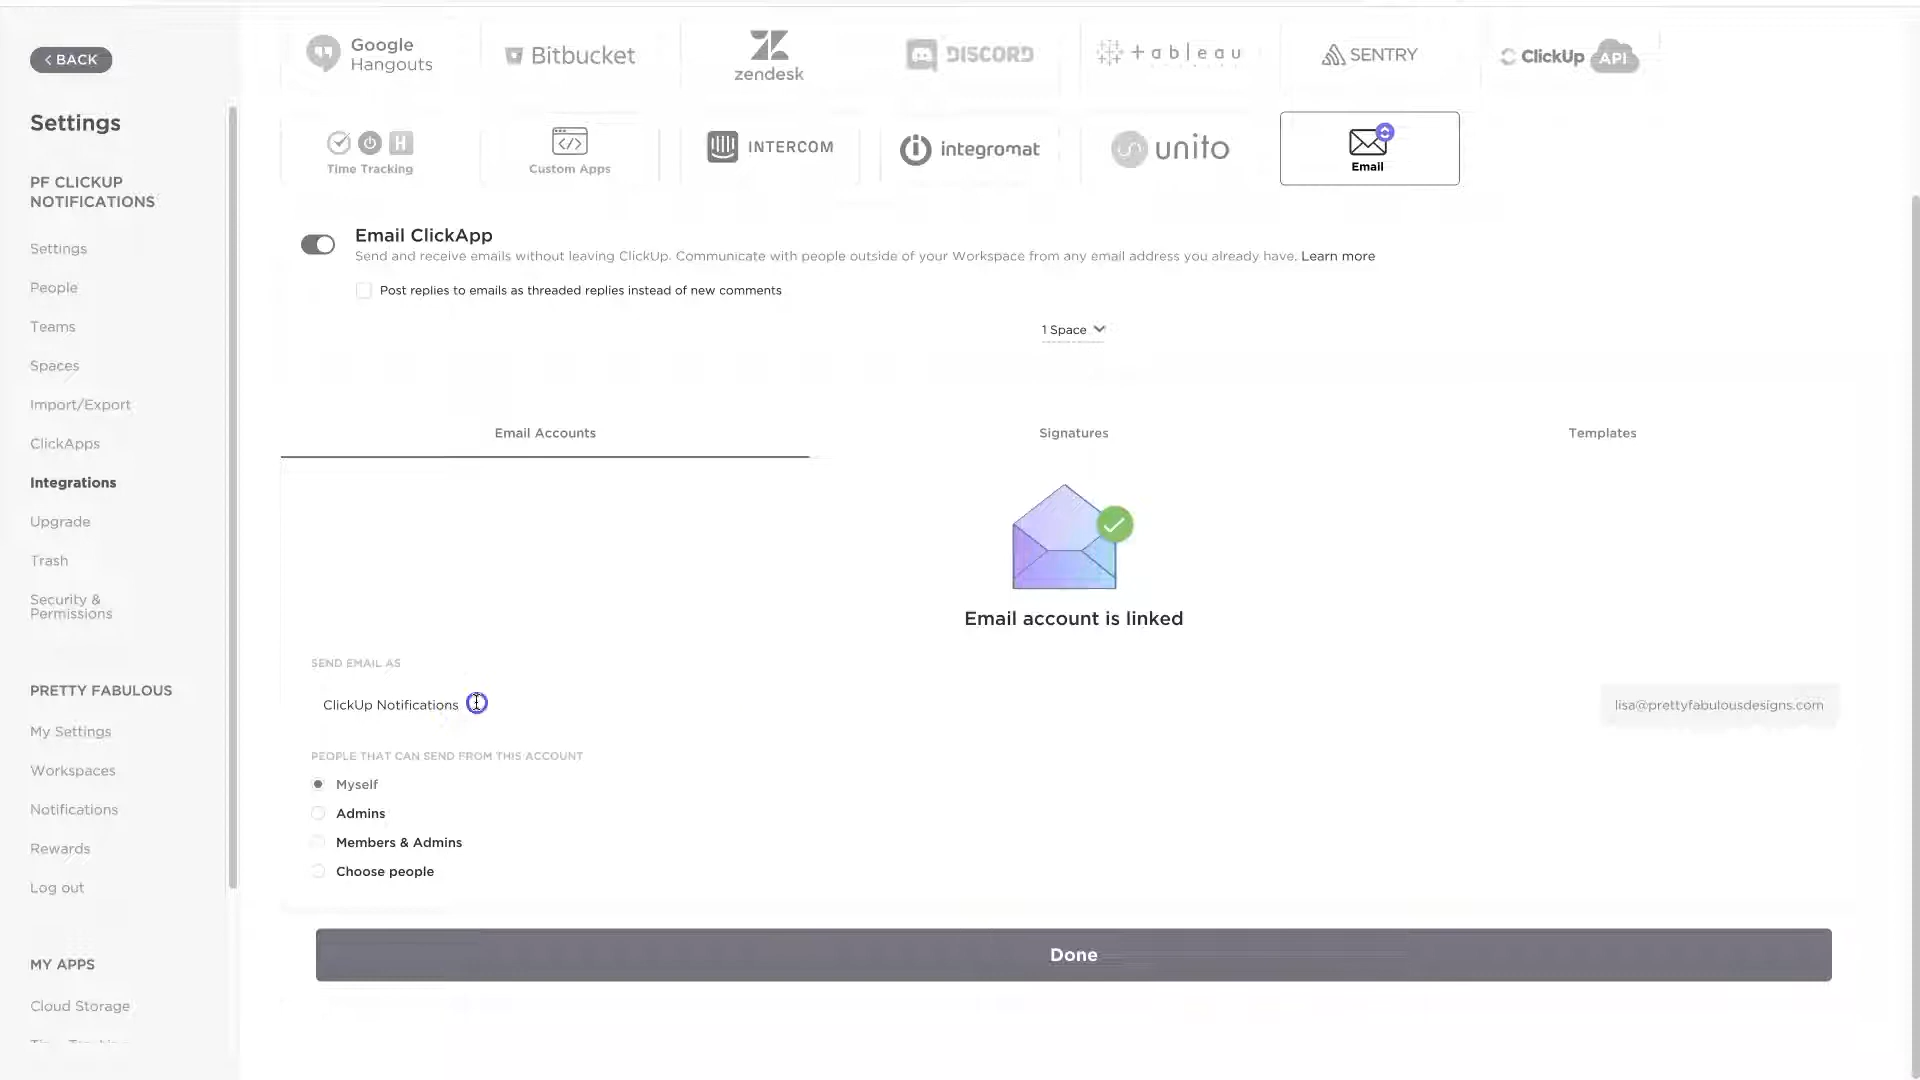 BACK
Settings
PF CLICKUP
NOTIFICATIONS
Settings
People
Teams
Spaces
Import/Export
ClickApps
Integrations
Upgrade
Trash
Security &
Permissions
PRETTY FABULOUS
My Settings
Workspaces
Notifications
Rewards
Log out
MY APPS
Cloud Storage
Google
Hangouts
Bitbucket
zendesk
DISCORD
tableau
SENTRY
ClickUp API
Time Tracking
Custom Apps
INTERCOM
integromat
unito
Email
Email ClickApp
Send and receive emails without leaving ClickUp. Communicate with people outside of your Workspace from any email address you already have. Learn more
Post replies to emails as threaded replies instead of new comments
1 Space
Email Accounts
Signatures
Templates
Email account is linked
SEND EMAIL AS
ClickUp Notifications
lisa@prettyfabulousdesigns.com
PEOPLE THAT CAN SEND FROM THIS ACCOUNT
Myself
Admins
Members & Admins
Choose people
Done